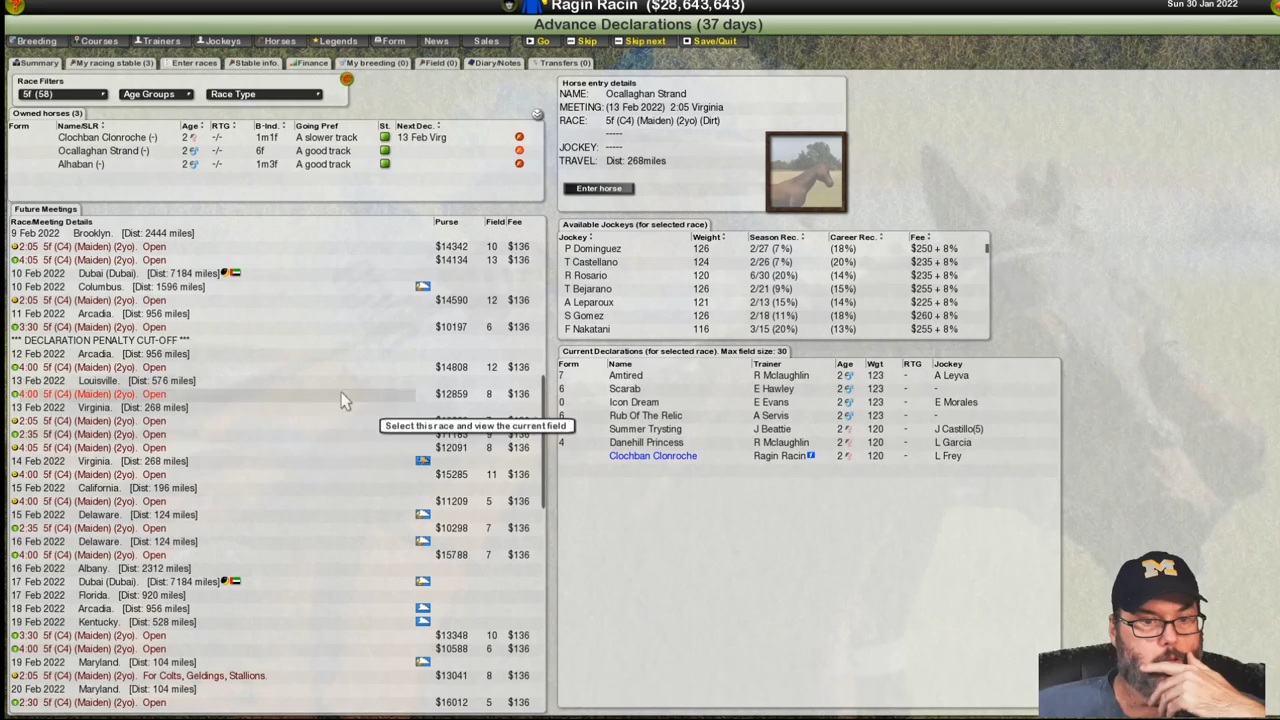 Ragin Racin ($28,643,643)
Sun 30 Jan 2022
Advance Declarations (37 days)
Breeding Courses Trainers Jockeys Horses Legends Form News Sales Go Skip Skip next Save/Quit
Summary My racing stable (3) Enter races Stable info. Finance My breeding (0) Field (0) Diary/Notes Transfers (0)
Race Filters
5f (58) Age Groups Race Type
Owned horses (3)
Form Name/SLR Age RTG B-Ind. Going Pref St. Next Dec.
Clochban Clonroche (-) 2 -/- 1m1f A slower track 13 Feb Virg
Ocallaghan Strand (-) 2 -/- 6f A good track
Alhaban (-) 2 -/- 1m3f A good track
Future Meetings
Race/Meeting Details Purse Field Fee
9 Feb 2022 Brooklyn. [Dist: 2444 miles]
2:05 5f (C4) (Maiden) (2yo). Open $14342 10 $136
4:05 5f (C4) (Maiden) (2yo). Open $14134 13 $136
10 Feb 2022 Dubai (Dubai). [Dist: 7184 miles]
10 Feb 2022 Columbus. [Dist: 1596 miles]
2:05 5f (C4) (Maiden) (2yo). Open $14590 12 $136
11 Feb 2022 Arcadia. [Dist: 956 miles]
3:30 5f (C4) (Maiden) (2yo). Open $10197 6 $136
*** DECLARATION PENALTY CUT-OFF ***
12 Feb 2022 Arcadia. [Dist: 956 miles]
4:00 5f (C4) (Maiden) (2yo). Open $14808 12 $136
13 Feb 2022 Louisville. [Dist: 576 miles]
4:00 5f (C4) (Maiden) (2yo). Open $12859 8 $136
13 Feb 2022 Virginia. [Dist: 268 miles]
2:05 5f (C4) (Maiden) (2yo). Open
Select this race and view the current field
2:35 5f (C4) (Maiden) (2yo). Open 9 $136
4:05 5f (C4) (Maiden) (2yo). Open $12091 8 $136
14 Feb 2022 Virginia. [Dist: 268 miles]
4:00 5f (C4) (Maiden) (2yo). Open $15285 11 $136
15 Feb 2022 California. [Dist: 196 miles]
4:00 5f (C4) (Maiden) (2yo). Open $11209 5 $136
15 Feb 2022 Delaware. [Dist: 124 miles]
2:35 5f (C4) (Maiden) (2yo). Open $10298 7 $136
16 Feb 2022 Delaware. [Dist: 124 miles]
4:00 5f (C4) (Maiden) (2yo). Open $15788 7 $136
16 Feb 2022 Albany. [Dist: 2312 miles]
17 Feb 2022 Dubai (Dubai). [Dist: 7184 miles]
17 Feb 2022 Florida. [Dist: 920 miles]
18 Feb 2022 Arcadia. [Dist: 956 miles]
19 Feb 2022 Kentucky. [Dist: 528 miles]
3:30 5f (C4) (Maiden) (2yo). Open $13348 10 $136
4:00 5f (C4) (Maiden) (2yo). Open $10588 6 $136
19 Feb 2022 Maryland. [Dist: 104 miles]
2:05 5f (C4) (Maiden) (2yo). For Colts, Geldings, Stallions. $13041 8 $136
20 Feb 2022 Maryland. [Dist: 104 miles]
2:30 5f (C4) (Maiden) (2yo). Open $16012 5 $136
Horse entry details
NAME: Ocallaghan Strand
MEETING: (13 Feb 2022) 2:05 Virginia
RACE: 5f (C4) (Maiden) (2yo) (Dirt)
-----
JOCKEY: -----
TRAVEL: Dist: 268miles
Enter horse
Available Jockeys (for selected race)
Jockey Weight Season Rec. Career Rec. Fee
P Dominguez 126 2/27 (7%) (18%) $250 + 8%
T Castellano 124 2/26 (7%) (20%) $235 + 8%
R Rosario 120 6/30 (20%) (14%) $235 + 8%
T Bejarano 126 2/21 (9%) (15%) $255 + 8%
A Leparoux 121 2/13 (15%) (14%) $225 + 8%
S Gomez 126 2/18 (11%) (18%) $260 + 8%
F Nakatani 116 3/15 (20%) (13%) $255 + 8%
Current Declarations (for selected race). Max field size: 30
Form Name Trainer Age Wgt RTG Jockey
7 Amtired R Mclaughlin 2 123 - A Leyva
6 Scarab E Hawley 2 123 - -
0 Icon Dream E Evans 2 123 - E Morales
6 Rub Of The Relic A Servis 2 123 - -
Summer Trysting J Beattie 2 120 - J Castillo(5)
4 Danehill Princess R Mclaughlin 2 120 - L Garcia
Clochban Clonroche Ragin Racin 2 120 - L Frey
M